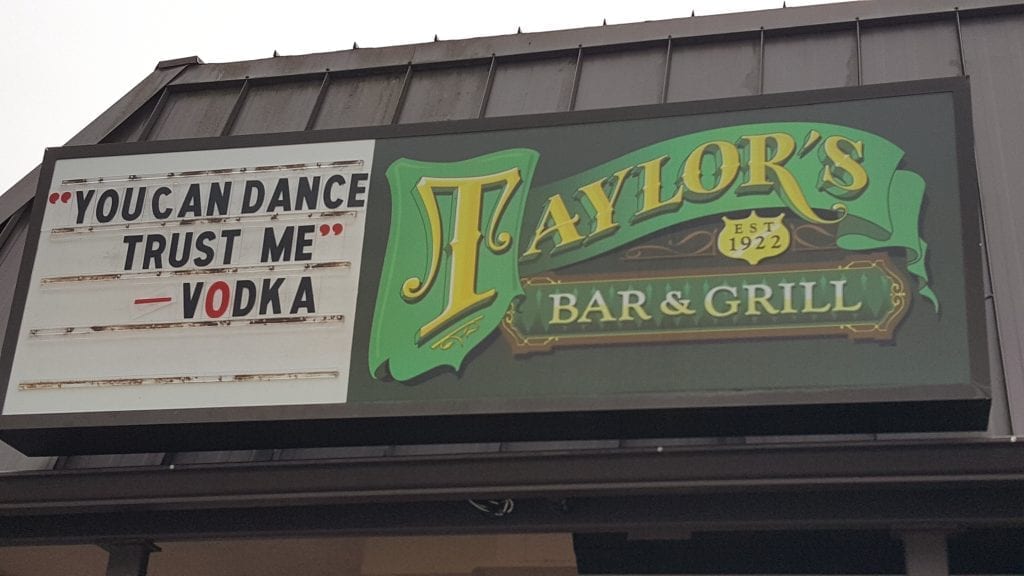 "YOU CAN DANCE
TRUST ME"
— VODKA
TAYLOR'S
EST
1922
BAR & GRILL